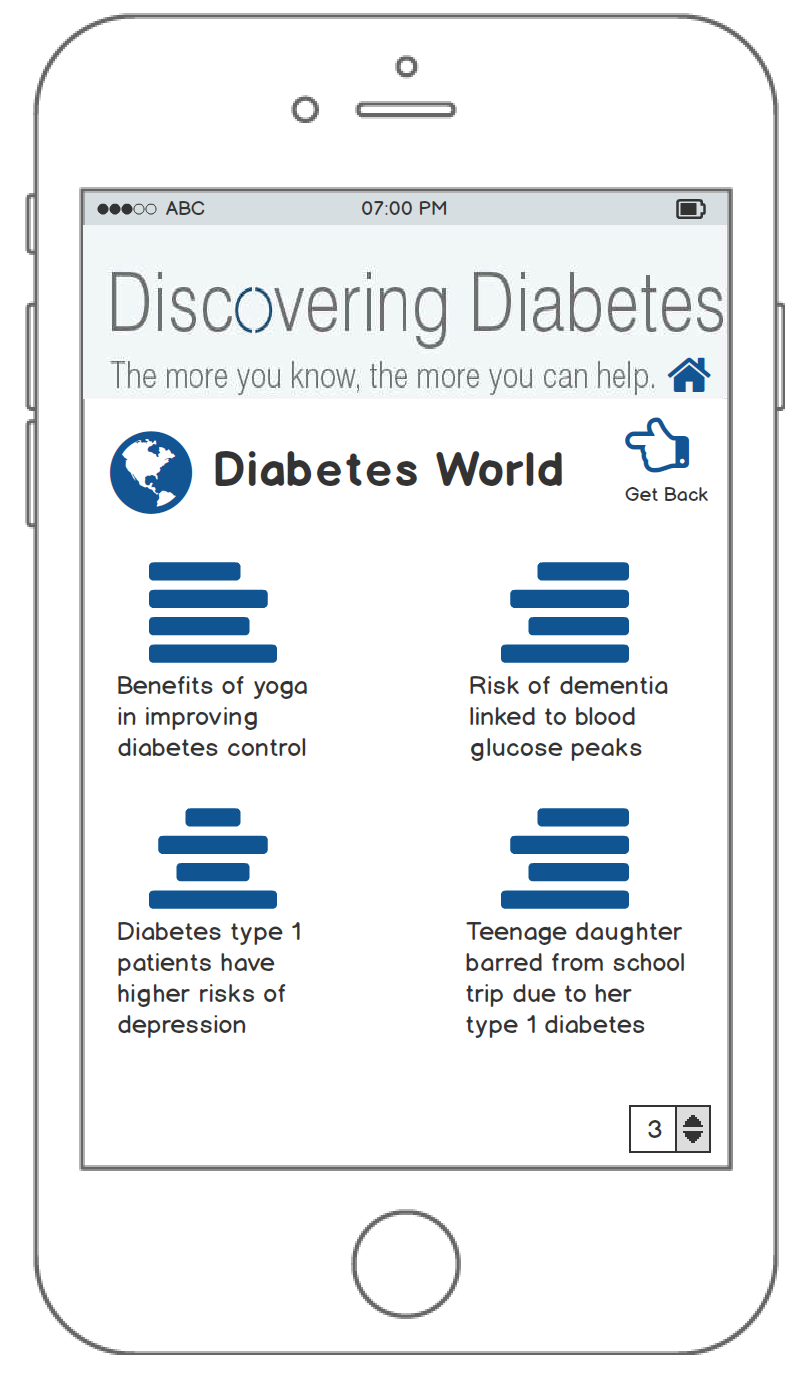 ABC 07:00 PM
Discovering Diabetes
The more you know, the more you can help.
Diabetes World
Get Back
Benefits of yoga
in improving
diabetes control
Risk of dementia
linked to blood
glucose peaks
Diabetes type 1
patients have
higher risks of
depression
Teenage daughter
barred from school
trip due to her
type 1 diabetes
3